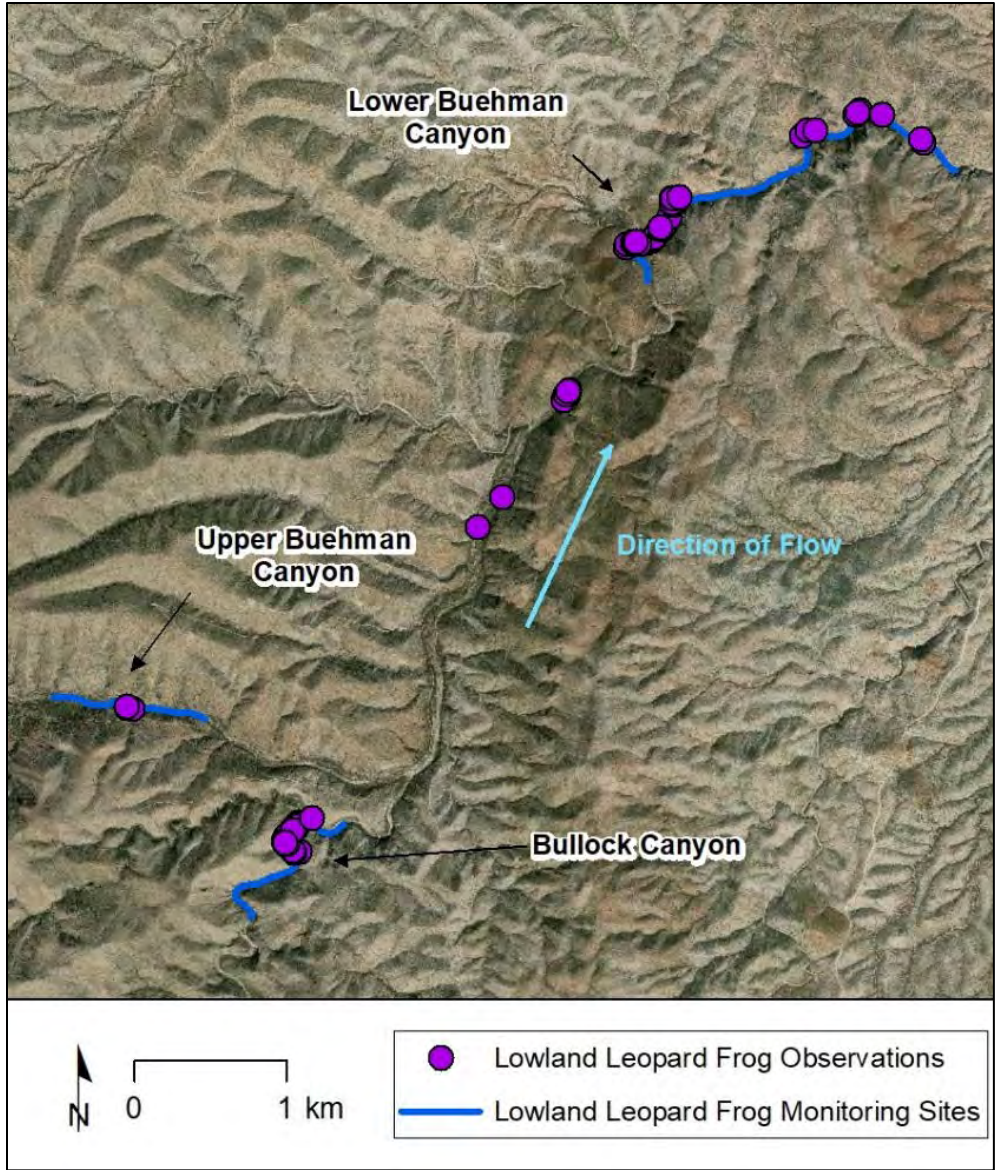 Lower Buehman
Canyon
Direction of Flow
Upper Buehman
Canyon
Bullock Canyon
N
0
1 km
Lowland Leopard Frog Observations
Lowland Leopard Frog Monitoring Sites